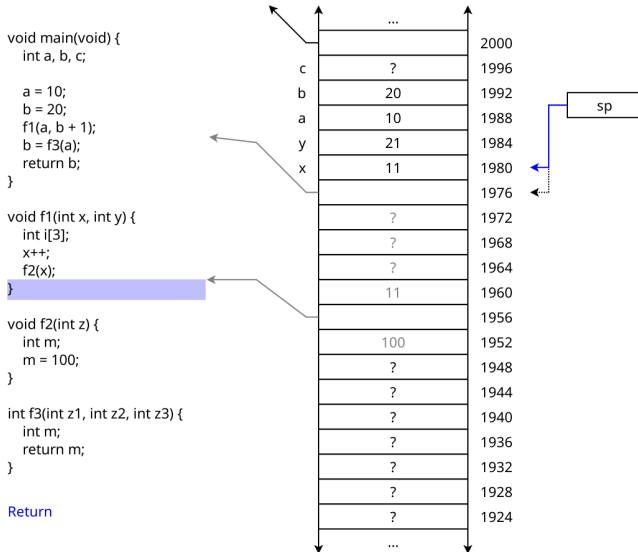 void main(void) {
int a, b, c;
a = 10;
b = 20;
f1(a, b + 1);
b = f3(a);
return b;
}
void f1(int x, int y) {
int i[3];
x++;
f2(x);
}
void f2(int z) {
int m;
m = 100;
}
int f3(int z1, int z2, int z3) {
int m;
return m;
}
Return
...
2000
c ? 1996
b 20 1992
a 10 1988
y 21 1984
x 11 1980
1976
? 1972
? 1968
? 1964
11 1960
1956
100 1952
? 1948
? 1944
? 1940
? 1936
? 1932
? 1928
? 1924
...
sp